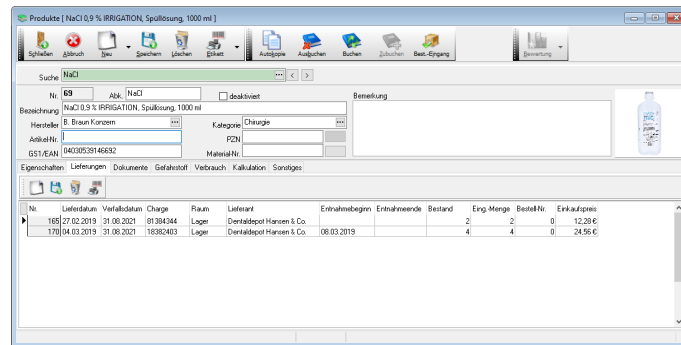 Produkte [ NaCl 0,9 % IRRIGATION, Spüllösung, 1000 ml ]
Schließen Abbruch Neu Speichern Löschen Etikett Autokopie Ausbuchen Buchen Zubuchen Best.-Eingang Bewertung
Suche NaCl
Nr. 69 Abk. NaCl deaktiviert Bemerkung
Bezeichnung NaCl 0,9 % IRRIGATION, Spüllösung, 1000 ml
Hersteller B. Braun Konzern Kategorie Chirurgie
Artikel-Nr. PZN
GS1/EAN 04030539146692 Material-Nr.
Eigenschaften Lieferungen Dokumente Gefahrstoff Verbrauch Kalkulation Sonstiges
Nr. Lieferdatum Verfallsdatum Charge Raum Lieferant Entnahmebeginn Entnahmeende Bestand Eing.-Menge Bestell-Nr. Einkaufspreis
165 27.02.2019 31.08.2021 81384344 Lager Dentaldepot Hansen & Co. 2 2 0 12,28 €
170 04.03.2019 31.08.2021 18382403 Lager Dentaldepot Hansen & Co. 08.03.2019 4 4 0 24,56 €